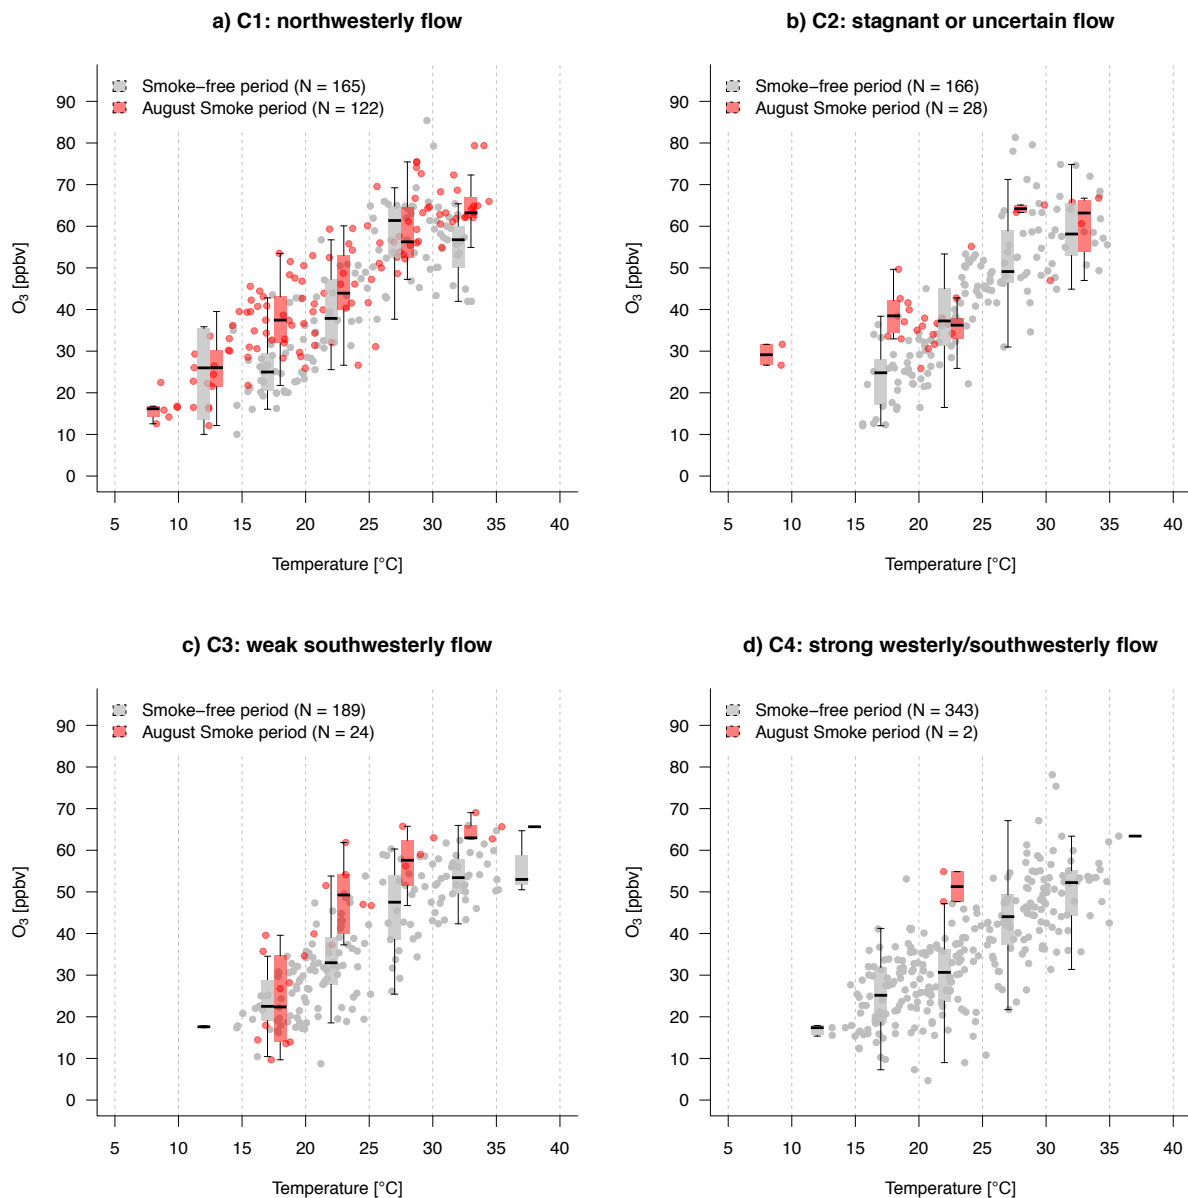 a) C1: northwesterly flow
Smoke−free period (N = 165)
August Smoke period (N = 122)
O3 [ppbv]
90
80
70
60
50
40
30
20
10
0
5 10 15 20 25 30 35 40
Temperature [°C]
b) C2: stagnant or uncertain flow
Smoke−free period (N = 166)
August Smoke period (N = 28)
O3 [ppbv]
90
80
70
60
50
40
30
20
10
0
5 10 15 20 25 30 35 40
Temperature [°C]
c) C3: weak southwesterly flow
Smoke−free period (N = 189)
August Smoke period (N = 24)
O3 [ppbv]
90
80
70
60
50
40
30
20
10
0
5 10 15 20 25 30 35 40
Temperature [°C]
d) C4: strong westerly/southwesterly flow
Smoke−free period (N = 343)
August Smoke period (N = 2)
O3 [ppbv]
90
80
70
60
50
40
30
20
10
0
5 10 15 20 25 30 35 40
Temperature [°C]